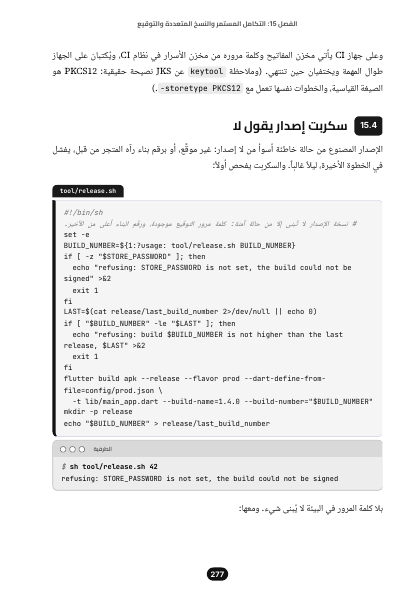 الفصل 15: التكامل المستمر والنسخ المتعددة والتوقيع
وعلى جهاز CI يأتي مخزن المفاتيح وكلمة مروره من مخزن الأسرار في نظام CI، ويُكتبان على الجهاز
طوال المهمة ويختفيان حين تنتهي. (وملاحظة keytool عن JKS نصيحة حقيقية: PKCS12 هو
الصيغة القياسية، والخطوات نفسها تعمل مع -storetype PKCS12.)
15.4 سكربت إصدار يقول لا
الإصدار المصنوع من حالة خاطئة أسوأ من لا إصدار: غير موقَّع، أو برقم بناء رآه المتجر من قبل، يفشل
في الخطوة الأخيرة، ليلاً غالباً. والسكربت يفحص أولاً:
tool/release.sh
#!/bin/sh
# نسخة الإصدار لا تُبنى إلا من حالة آمنة: كلمة مرور التوقيع موجودة، ورقم البناء أعلى من الأخير.
set -e
BUILD_NUMBER=${1:?usage: tool/release.sh BUILD_NUMBER}
if [ -z "$STORE_PASSWORD" ]; then
  echo "refusing: STORE_PASSWORD is not set, the build could not be
signed" >&2
  exit 1
fi
LAST=$(cat release/last_build_number 2>/dev/null || echo 0)
if [ "$BUILD_NUMBER" -le "$LAST" ]; then
  echo "refusing: build $BUILD_NUMBER is not higher than the last
release, $LAST" >&2
  exit 1
fi
flutter build apk --release --flavor prod --dart-define-from-
file=config/prod.json \
  -t lib/main_app.dart --build-name=1.4.0 --build-number="$BUILD_NUMBER"
mkdir -p release
echo "$BUILD_NUMBER" > release/last_build_number
الطرفية
$ sh tool/release.sh 42
refusing: STORE_PASSWORD is not set, the build could not be signed
بلا كلمة المرور في البيئة لا يُبنى شيء. ومعها:
277